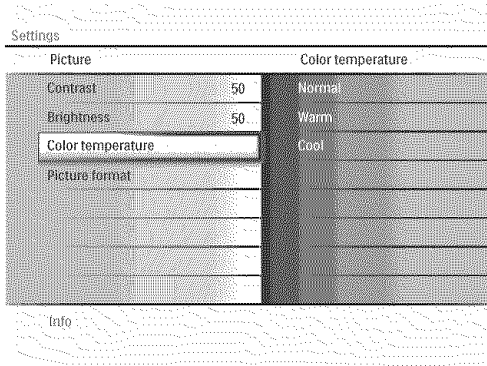 Settings
Picture Color temperature
Contrast 50 Normal
Brightness 50 Warm
Color temperature Cool
Picture format
Info